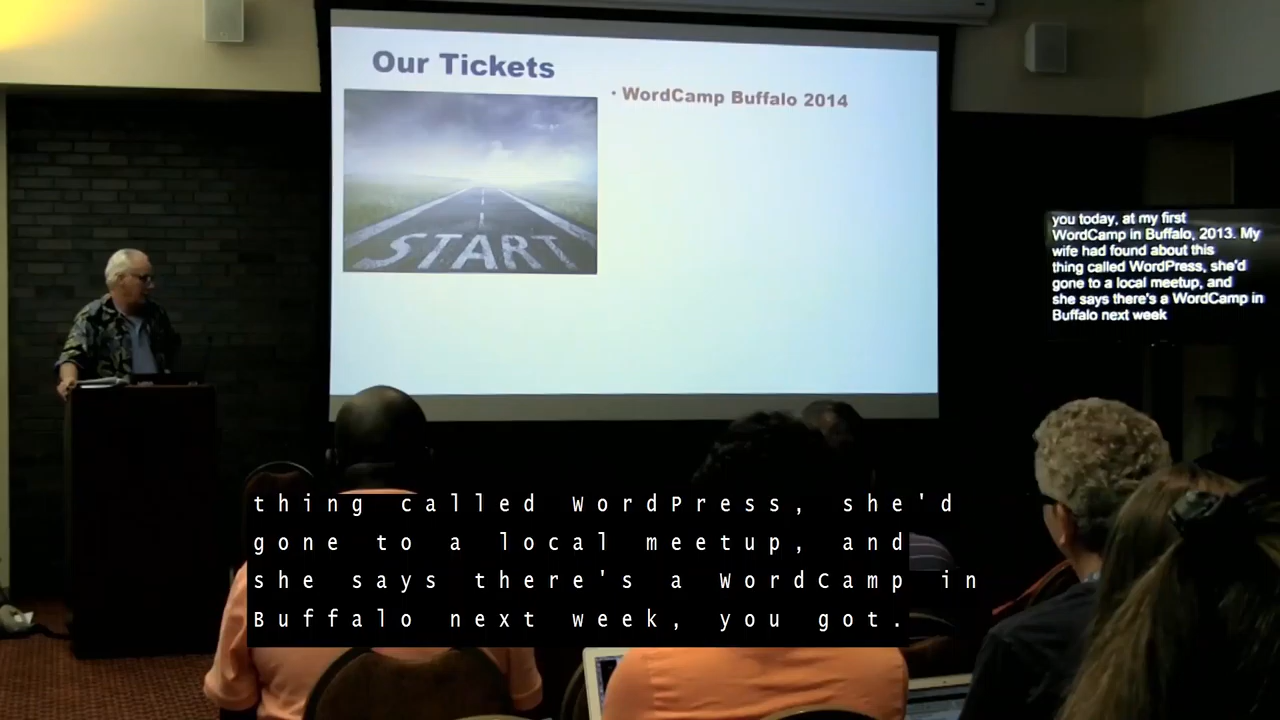 Our Tickets
• WordCamp Buffalo 2014
START
you today, at my first
WordCamp in Buffalo, 2013. My
wife had found about this
thing called WordPress, she'd
gone to a local meetup, and
she says there's a WordCamp in
Buffalo next week
thing called WordPress, she'd
gone to a local meetup, and
she says there's a WordCamp in
Buffalo next week, you got.